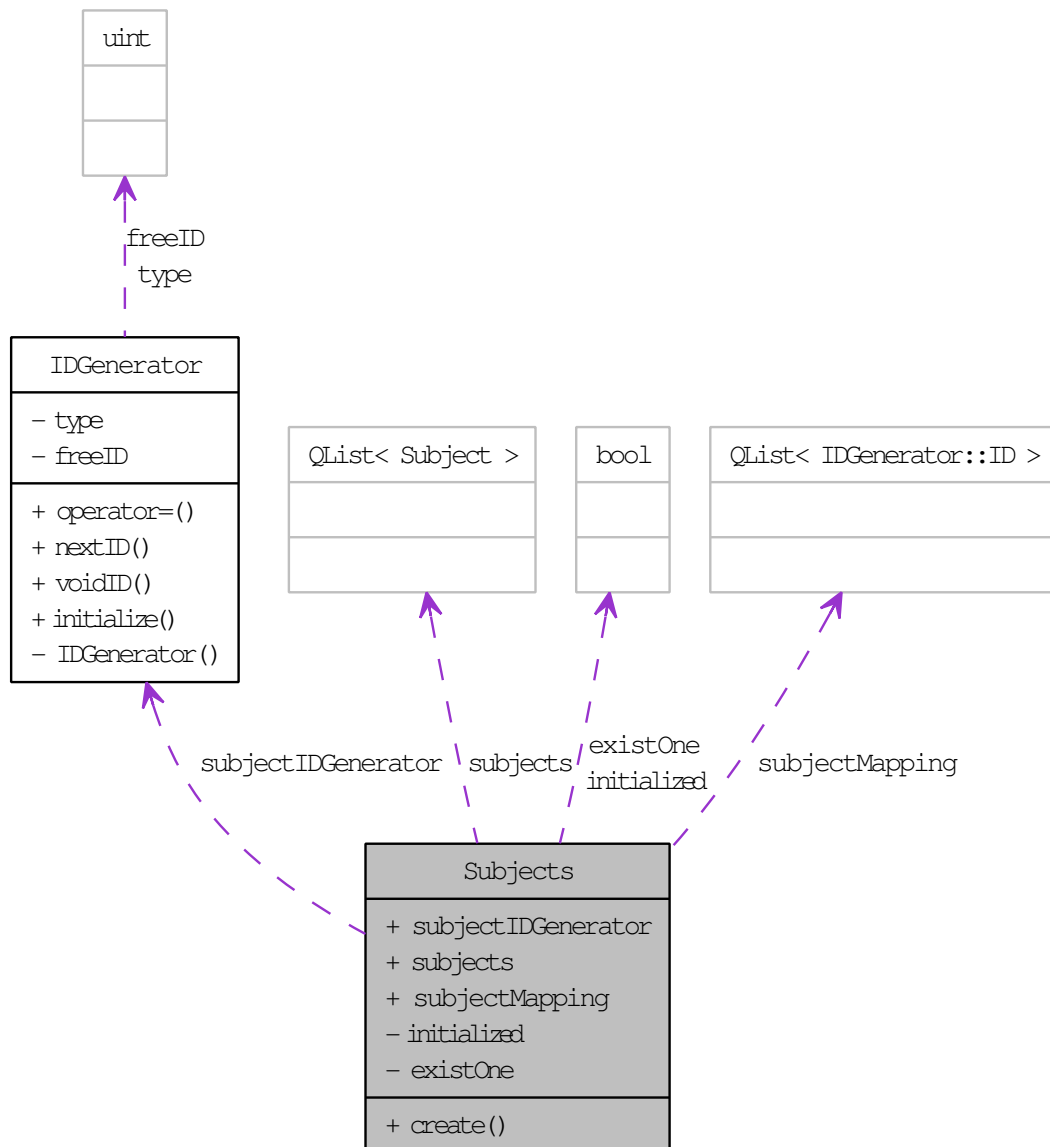 uint
freeID
type
IDGenerator
- type
- freeID
+ operator=()
+ nextID()
+ voidID()
+ initialize()
- IDGenerator()
QList< Subject >
bool
QList< IDGenerator::ID >
subjectIDGenerator
subjects
existOne
initialized
subjectMapping
Subjects
+ subjectIDGenerator
+ subjects
+ subjectMapping
- initialized
- existOne
+ create()